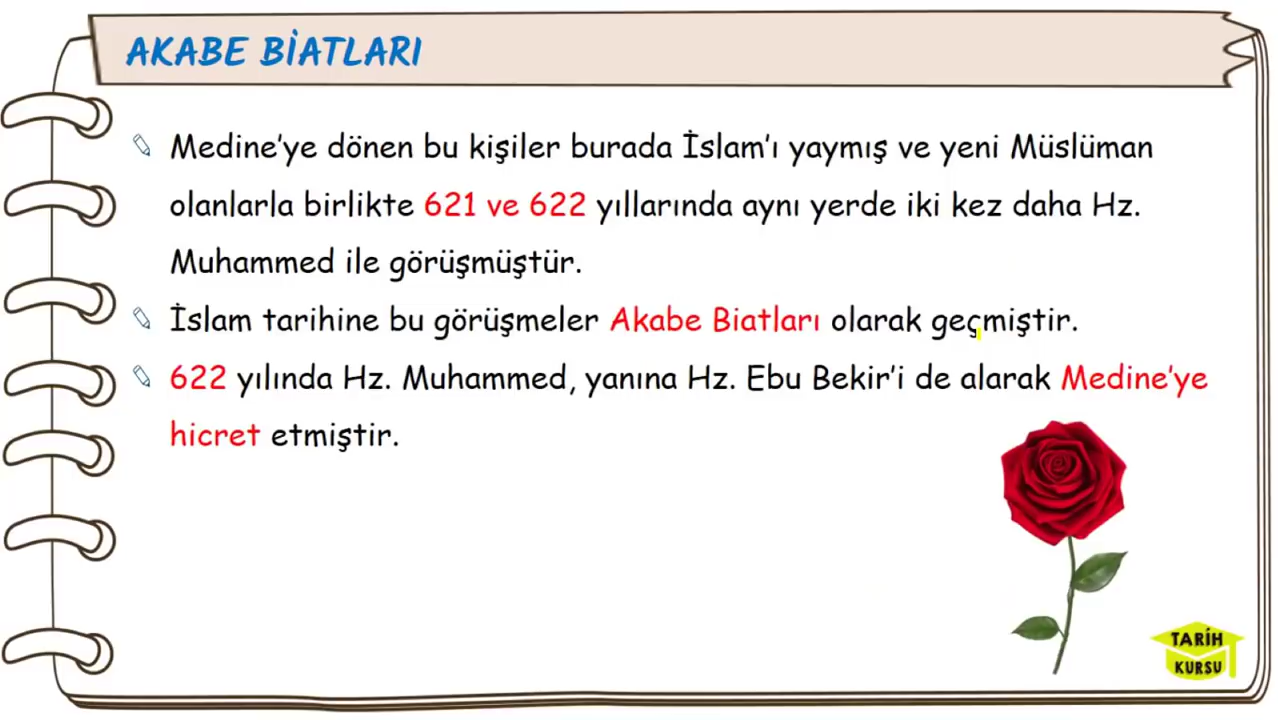 AKABE BİATLARI
Medine'ye dönen bu kişiler burada İslam'ı yaymış ve yeni Müslüman
olanlarla birlikte 621 ve 622 yıllarında aynı yerde iki kez daha Hz.
Muhammed ile görüşmüştür.
İslam tarihine bu görüşmeler Akabe Biatları olarak geçmiştir.
622 yılında Hz. Muhammed, yanına Hz. Ebu Bekir'i de alarak Medine'ye
hicret etmiştir.
TARİH
KURSU